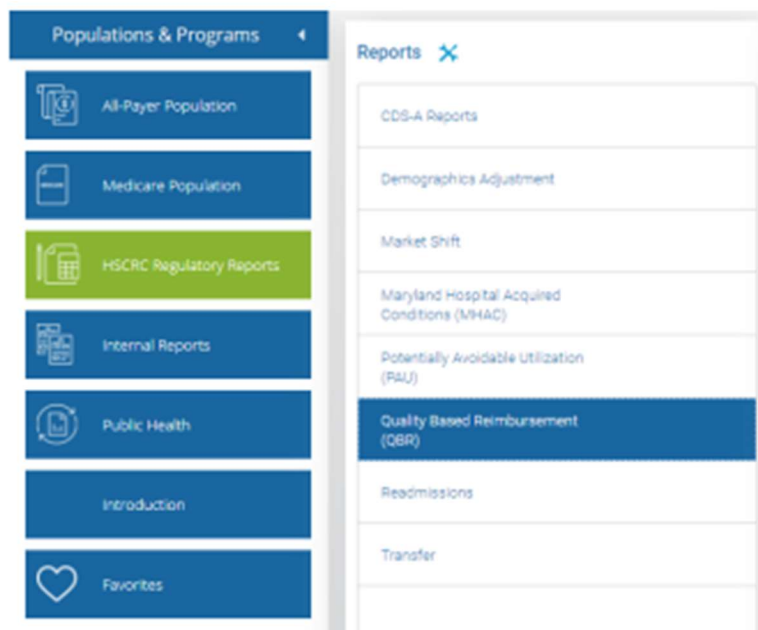 Populations & Programs
All-Payer Population
Medicare Population
HSCRC Regulatory Reports
Internal Reports
Public Health
Introduction
Favorites
Reports
CDS-A Reports
Demographics Adjustment
Market Shift
Maryland Hospital Acquired
Conditions (MHAC)
Potentially Avoidable Utilization
(PAU)
Quality Based Reimbursement
(QBR)
Readmissions
Transfer